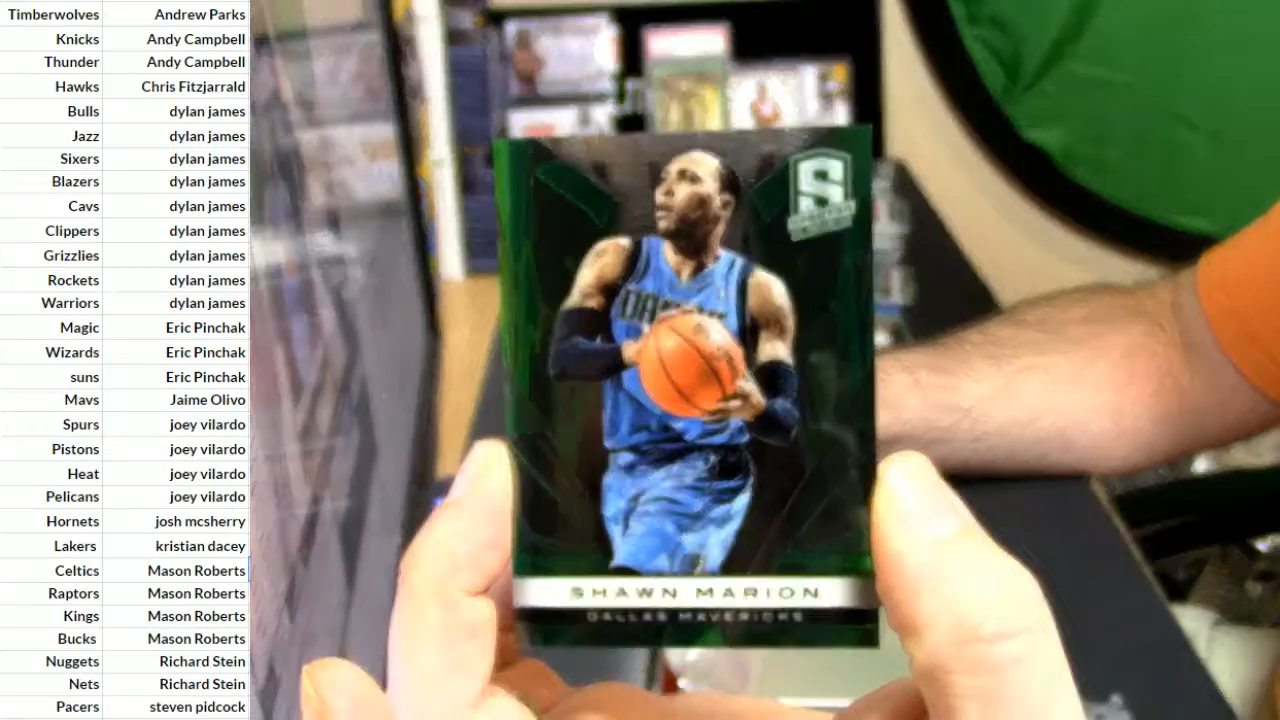 Timberwolves Andrew Parks
Knicks Andy Campbell
Thunder Andy Campbell
Hawks Chris Fitzjarrald
Bulls dylan james
Jazz dylan james
Sixers dylan james
Blazers dylan james
Cavs dylan james
Clippers dylan james
Grizzlies dylan james
Rockets dylan james
Warriors dylan james
Magic Eric Pinchak
Wizards Eric Pinchak
suns Eric Pinchak
Mavs Jaime Olivo
Spurs joey vilardo
Pistons joey vilardo
Heat joey vilardo
Pelicans joey vilardo
Hornets josh mcsherry
Lakers kristian dacey
Celtics Mason Roberts
Raptors Mason Roberts
Kings Mason Roberts
Bucks Mason Roberts
Nuggets Richard Stein
Nets Richard Stein
Pacers steven pidcock
S
SHAWN MARION
DALLAS MAVERICKS